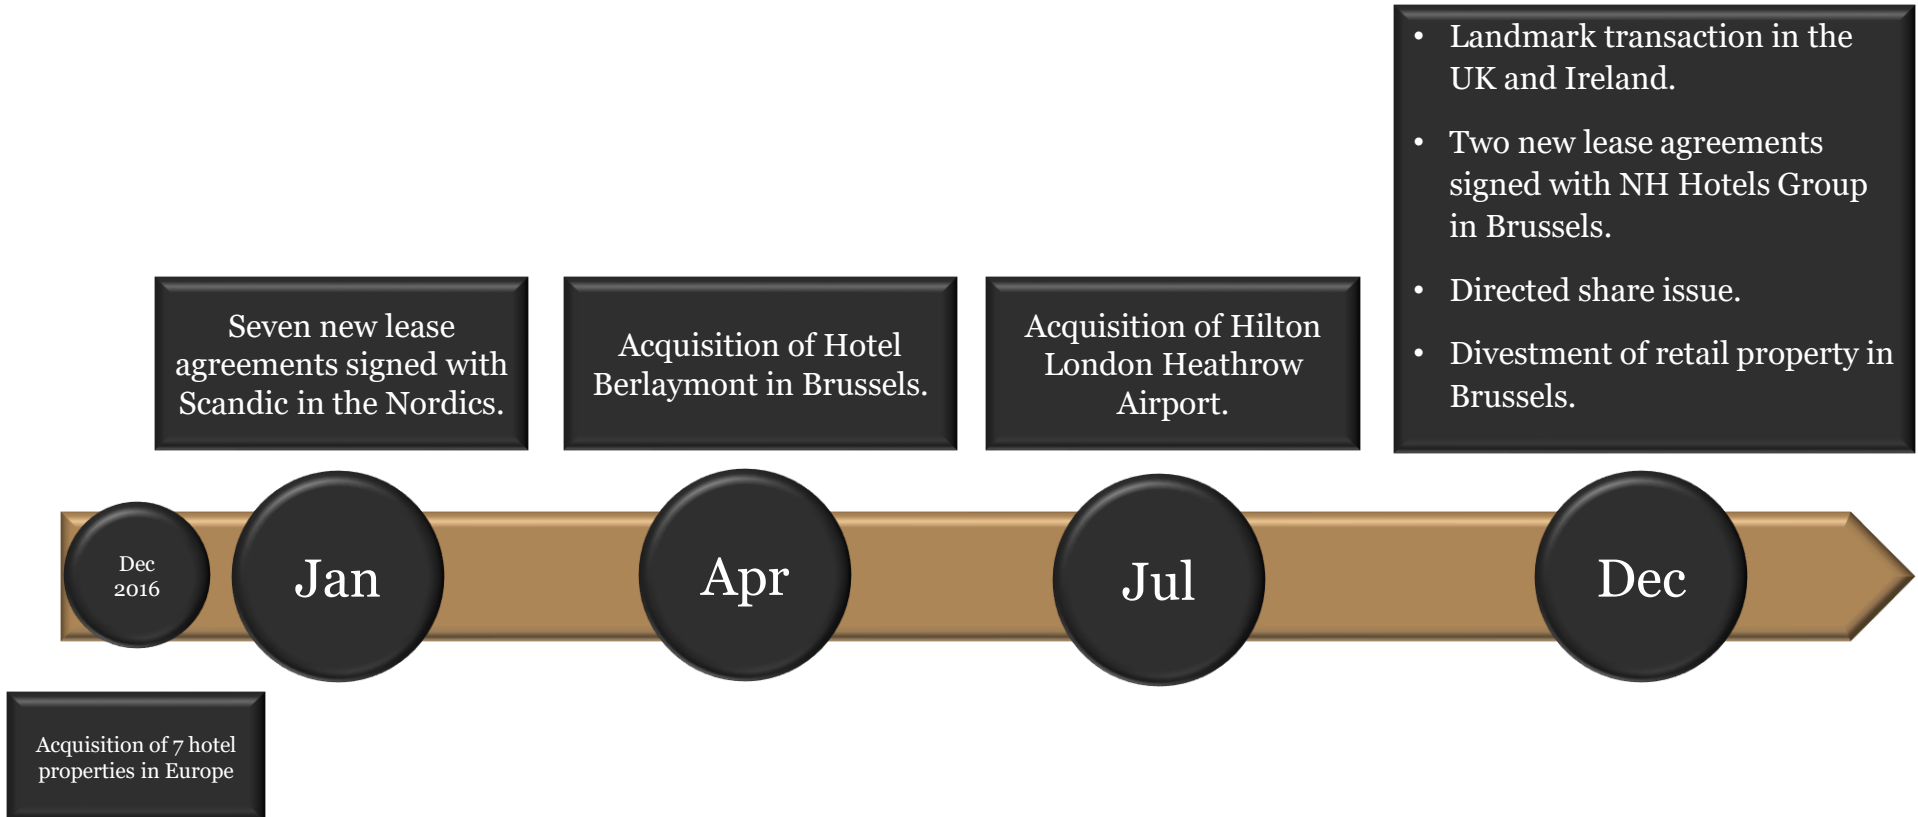 • Landmark transaction in the
UK and Ireland.
• Two new lease agreements
signed with NH Hotels Group
in Brussels.
• Directed share issue.
• Divestment of retail property in
Brussels.
Seven new lease
agreements signed with
Scandic in the Nordics.
Acquisition of Hotel
Berlaymont in Brussels.
Acquisition of Hilton
London Heathrow
Airport.
Dec
2016
Jan
Apr
Jul
Dec
Acquisition of 7 hotel
properties in Europe